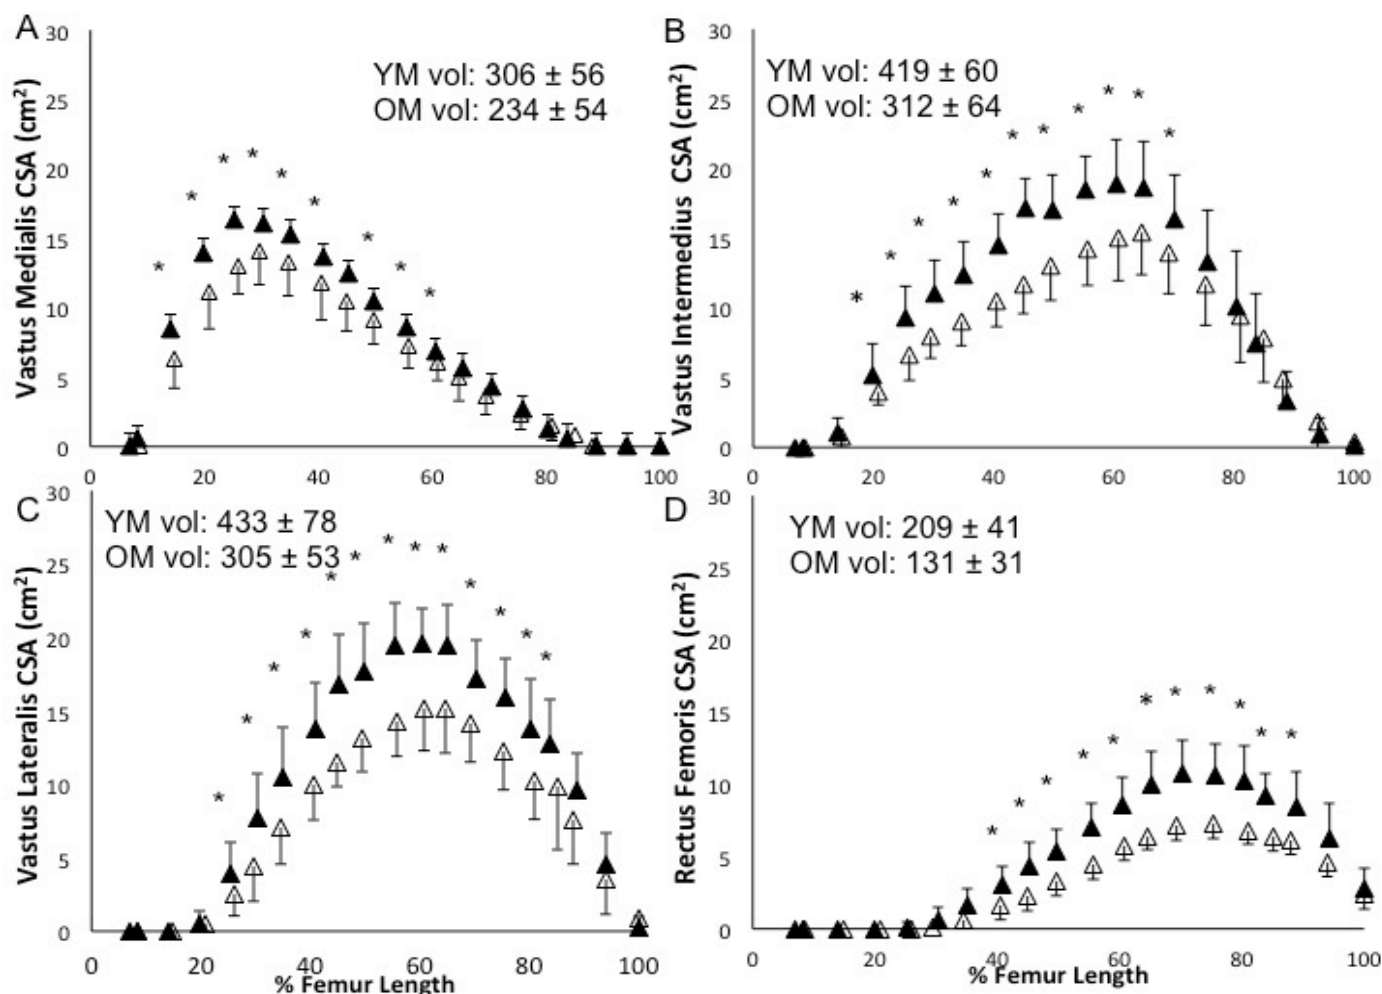 A
30
25
20
15
10
5
0
Vastus Medialis CSA (cm²)
YM vol: 306 ± 56
OM vol: 234 ± 54
* * * * * * * * * *
0 20 40 60 80 100
B
30
25
20
15
10
5
0
Vastus Intermedius CSA (cm²)
YM vol: 419 ± 60
OM vol: 312 ± 64
* * * * * * * * * * *
0 20 40 60 80 100
C
30
25
20
15
10
5
0
Vastus Lateralis CSA (cm²)
YM vol: 433 ± 78
OM vol: 305 ± 53
* * * * * * * * * * * * *
0 20 40 60 80 100
% Femur Length
D
30
25
20
15
10
5
0
Rectus Femoris CSA (cm²)
YM vol: 209 ± 41
OM vol: 131 ± 31
* * * * * * * * * * *
0 20 40 60 80 100
% Femur Length